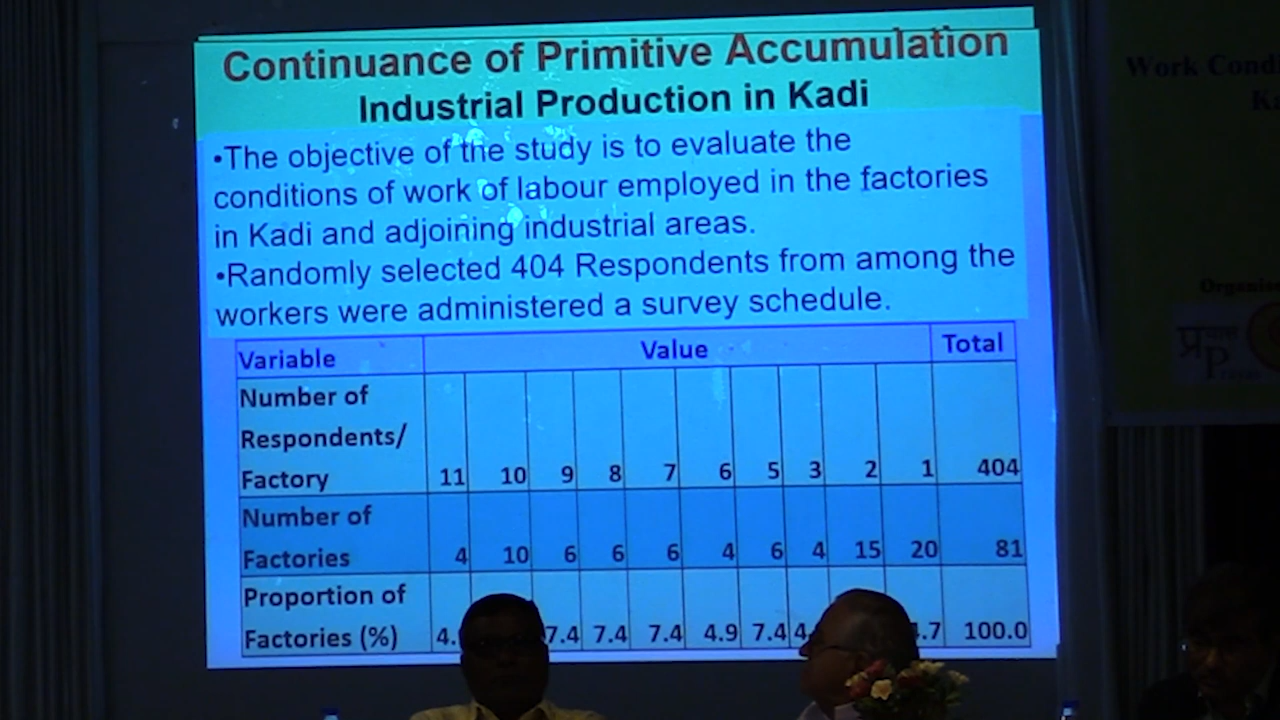 Continuance of Primitive Accumulation
Industrial Production in Kadi
•The objective of the study is to evaluate the
conditions of work of labour employed in the factories
in Kadi and adjoining industrial areas.
•Randomly selected 404 Respondents from among the
workers were administered a survey schedule.
Variable Value Total
Number of
Respondents/
Factory 11 10 9 8 7 6 5 3 2 1 404
Number of
Factories 4 10 6 6 6 4 6 4 15 20 81
Proportion of
Factories (%) 7.4 7.4 7.4 4.9 7.4 100.0
Work